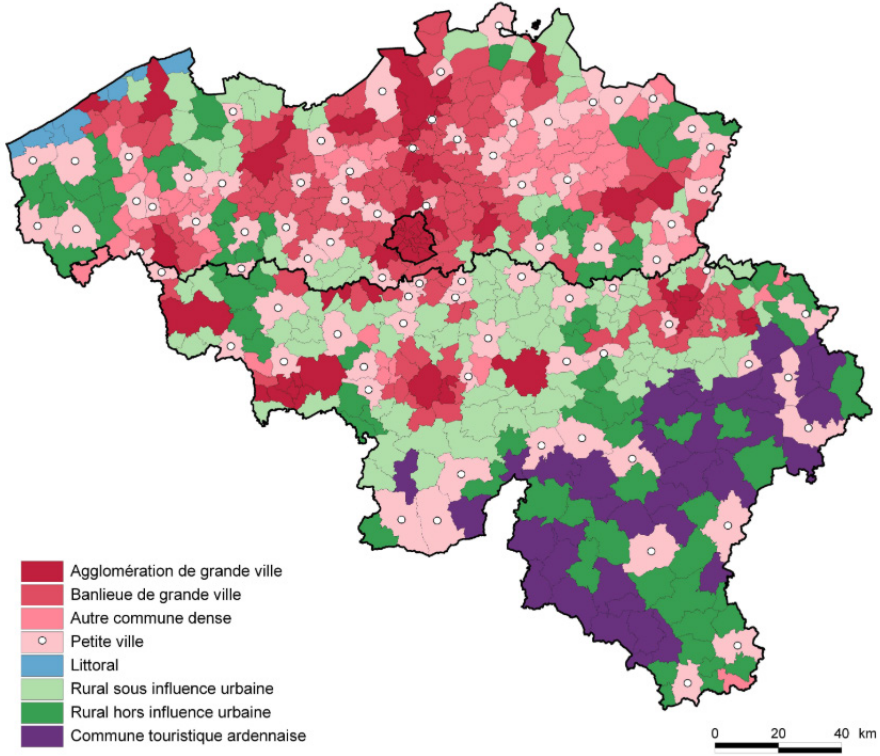 Agglomération de grande ville
Banlieue de grande ville
Autre commune dense
Petite ville
Littoral
Rural sous influence urbaine
Rural hors influence urbaine
Commune touristique ardennaise
0 20 40 km